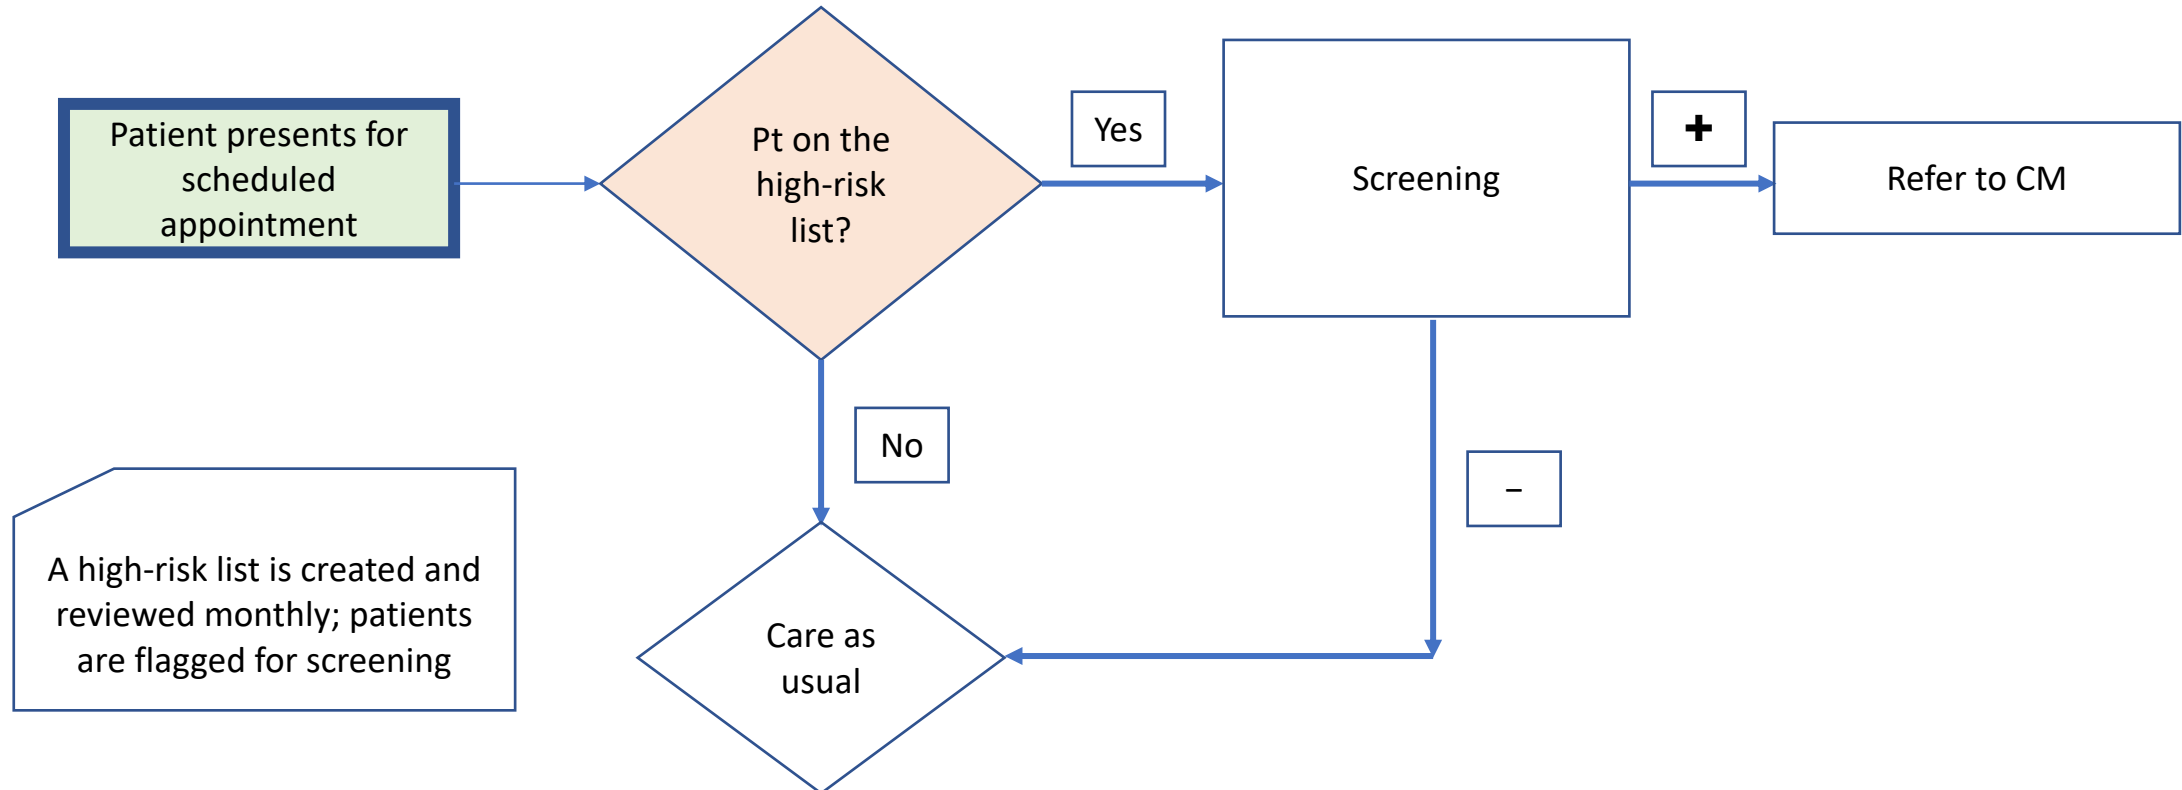 Patient presents for
scheduled
appointment
Pt on the
high-risk
list?
Yes
Screening
+
Refer to CM
No
–
A high-risk list is created and
reviewed monthly; patients
are flagged for screening
Care as
usual